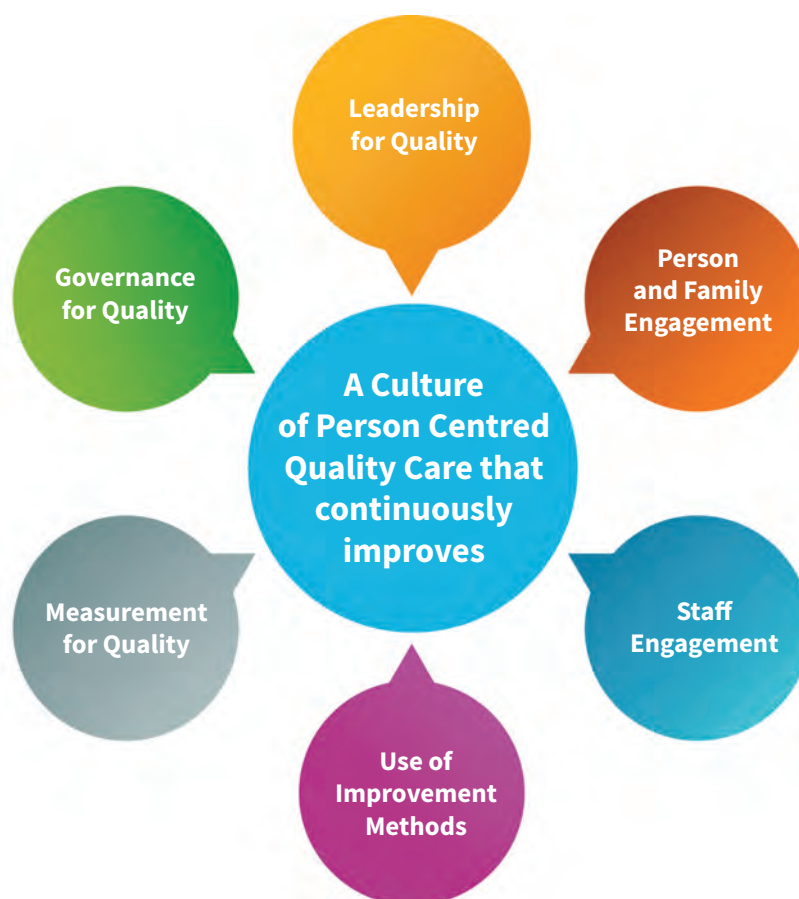 Leadership
for Quality
Person
and Family
Engagement
Staff
Engagement
Use of
Improvement
Methods
Measurement
for Quality
Governance
for Quality
A Culture
of Person Centred
Quality Care that
continuously
improves